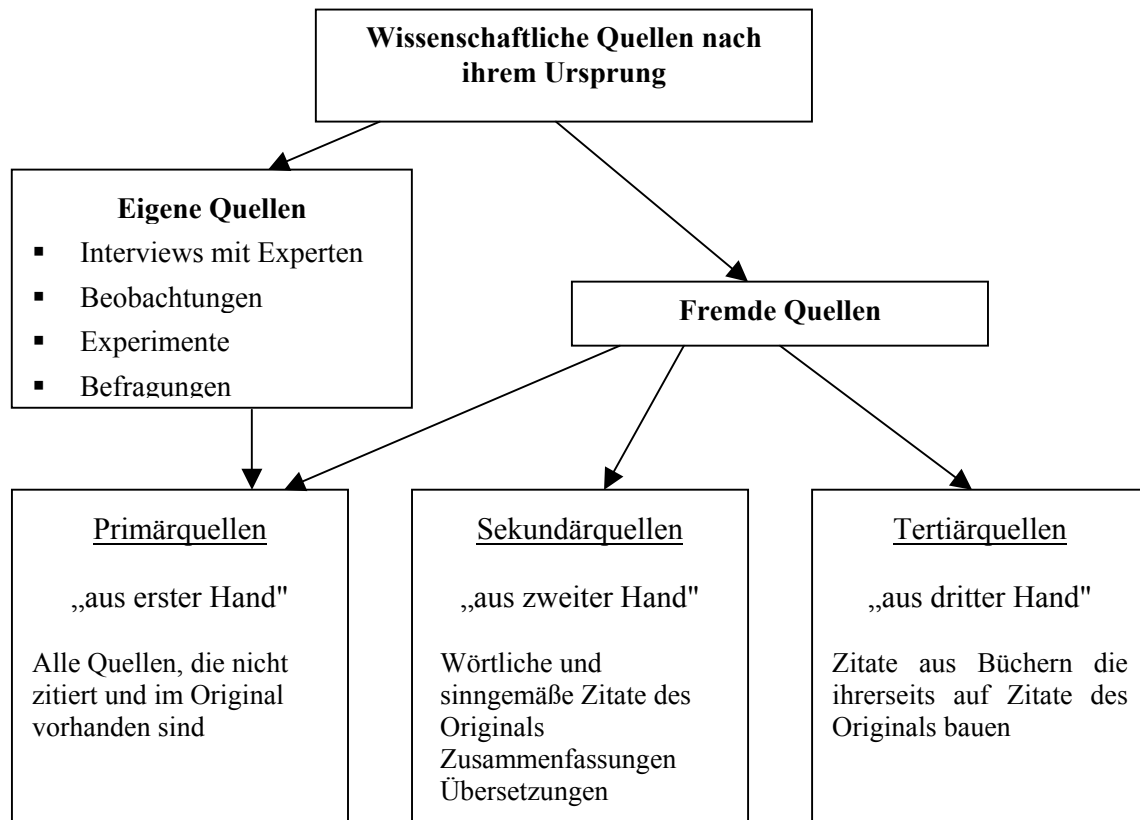 Wissenschaftliche Quellen nach
ihrem Ursprung
Eigene Quellen
▪ Interviews mit Experten
▪ Beobachtungen
▪ Experimente
▪ Befragungen
Fremde Quellen
Primärquellen
„aus erster Hand"
Alle Quellen, die nicht
zitiert und im Original
vorhanden sind
Sekundärquellen
„aus zweiter Hand"
Wörtliche und
sinngemäße Zitate des
Originals
Zusammenfassungen
Übersetzungen
Tertiärquellen
„aus dritter Hand"
Zitate aus Büchern die
ihrerseits auf Zitate des
Originals bauen